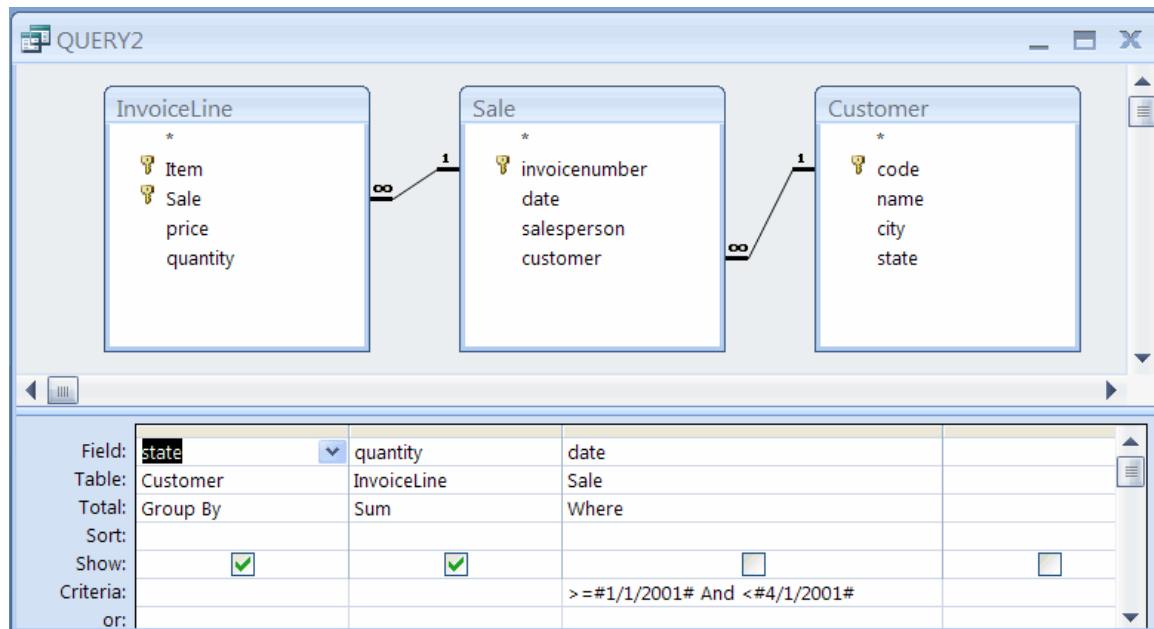 QUERY2
InvoiceLine
*
Item
Sale
price
quantity
1
∞
Sale
*
invoicenumber
date
salesperson
customer
1
∞
Customer
*
code
name
city
state
Field: state quantity date
Table: Customer InvoiceLine Sale
Total: Group By Sum Where
Sort:
Show:
Criteria: >=#1/1/2001# And <#4/1/2001#
or: